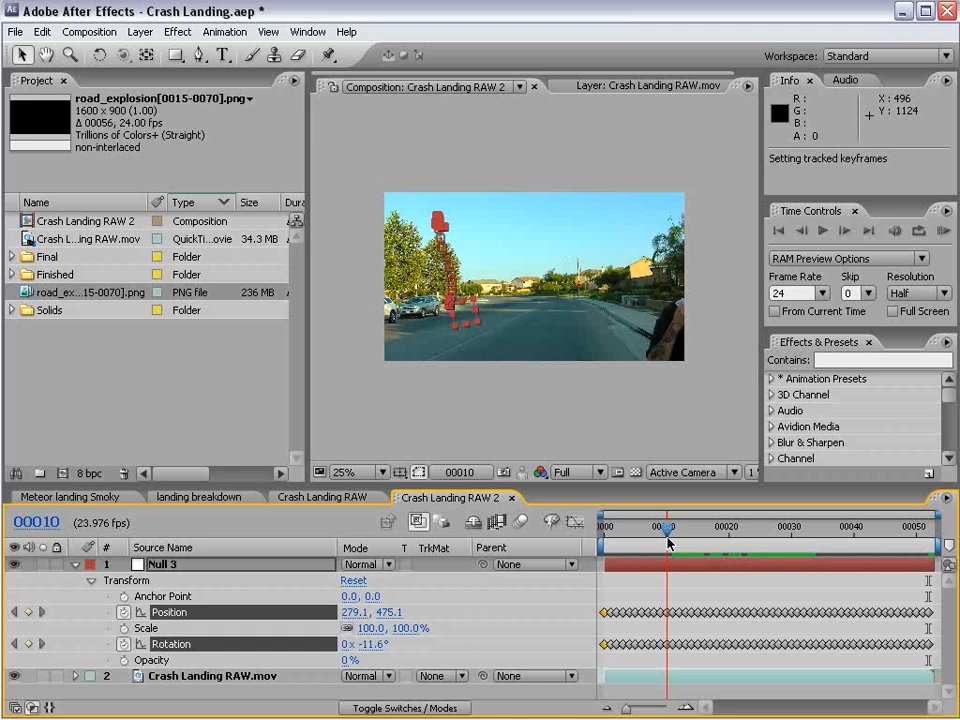 Adobe After Effects - Crash Landing.aep *
File Edit Composition Layer Effect Animation View Window Help
Workspace: Standard
Project
road_explosion[0015-0070].png
1600 x 900 (1.00)
Δ 00056, 24.00 fps
Trillions of Colors+ (Straight)
non-interlaced
Name Type Size Dura
Crash Landing RAW 2 Composition
Crash L...ing RAW.mov QuickTi...ovie 34.3 MB
Final Folder
Finished Folder
road_ex...15-0070].png PNG file 236 MB
Solids Folder
8 bpc
Composition: Crash Landing RAW 2 Layer: Crash Landing RAW.mov
25% 00010 Full Active Camera 1
Info Audio
R: X: 496
G: Y: 1124
B:
A: 0
Setting tracked keyframes
Time Controls
RAM Preview Options
Frame Rate Skip Resolution
24 0 Half
From Current Time Full Screen
Effects & Presets
Contains:
* Animation Presets
3D Channel
Audio
Avidion Media
Blur & Sharpen
Channel
Meteor landing Smoky landing breakdown Crash Landing RAW Crash Landing RAW 2
00010 (23.976 fps)
00020 00030 00040 00050
# Source Name Mode T TrkMat Parent
1 Null 3 Normal None
Transform Reset
Anchor Point 0.0, 0.0
Position 279.1, 475.1
Scale 100.0, 100.0%
Rotation 0 x -11.6°
Opacity 0%
2 Crash Landing RAW.mov Normal None None
Toggle Switches / Modes